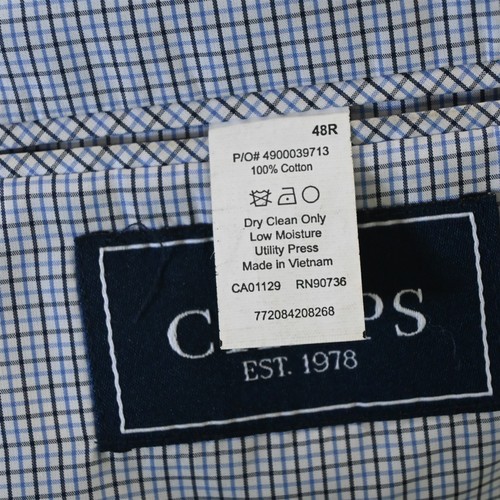 48R
P/O# 4900039713
100% Cotton
Dry Clean Only
Low Moisture
Utility Press
Made in Vietnam
CA01129 RN90736
772084208268
EST. 1978